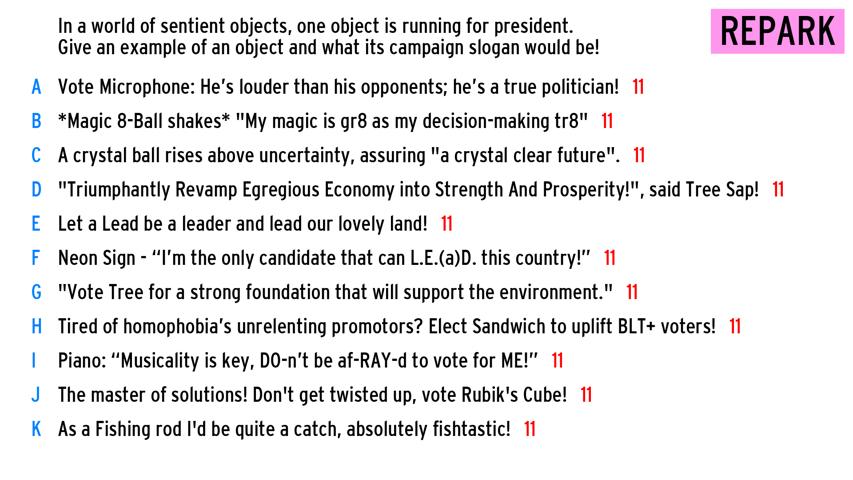 In a world of sentient objects, one object is running for president.
Give an example of an object and what its campaign slogan would be!
REPARK
A Vote Microphone: He's louder than his opponents; he's a true politician! 11
B *Magic 8-Ball shakes* "My magic is gr8 as my decision-making tr8" 11
C A crystal ball rises above uncertainty, assuring "a crystal clear future". 11
D "Triumphantly Revamp Egregious Economy into Strength And Prosperity!", said Tree Sap! 11
E Let a Lead be a leader and lead our lovely land! 11
F Neon Sign - “I'm the only candidate that can L.E.(a)D. this country!” 11
G "Vote Tree for a strong foundation that will support the environment." 11
H Tired of homophobia's unrelenting promotors? Elect Sandwich to uplift BLT+ voters! 11
I Piano: “Musicality is key, DO-n't be af-RAY-d to vote for ME!” 11
J The master of solutions! Don't get twisted up, vote Rubik's Cube! 11
K As a Fishing rod I'd be quite a catch, absolutely fishtastic! 11